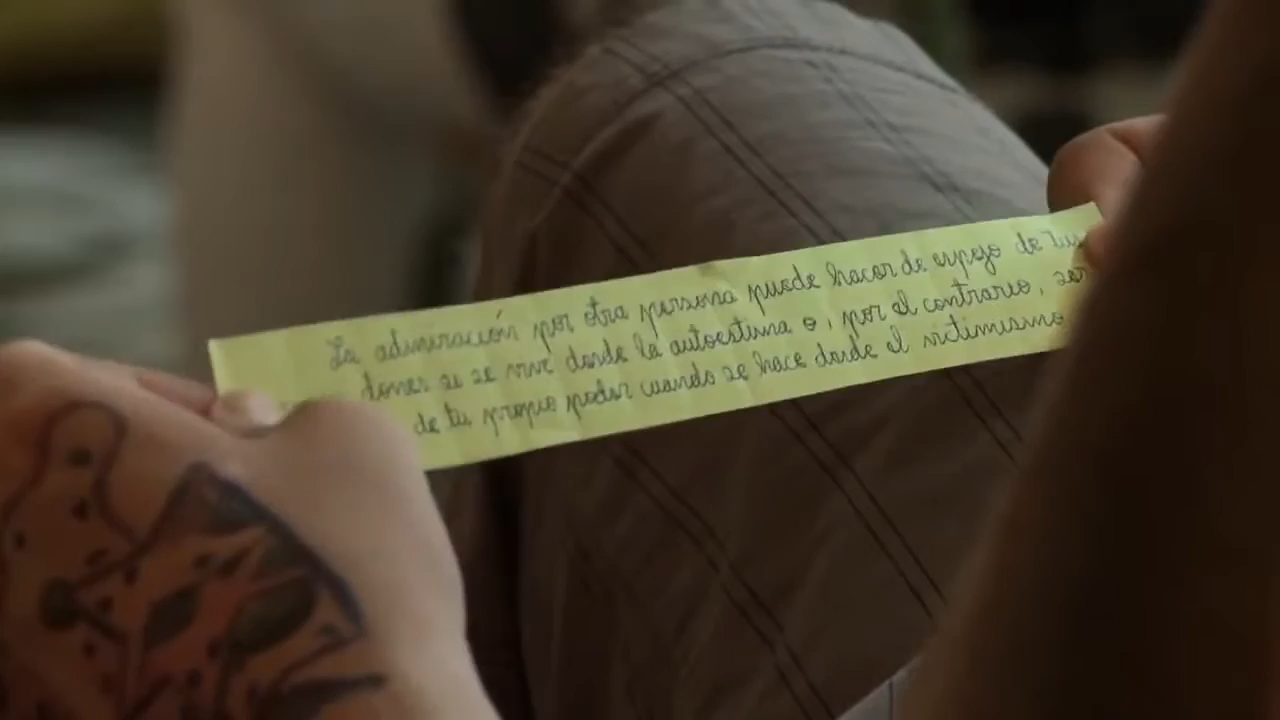 La admiración por otra persona puede hacer de espejo de tus
dones si se vive desde la autoestima o, por el contrario, ser
de tu propio poder cuando se hace desde el victimismo